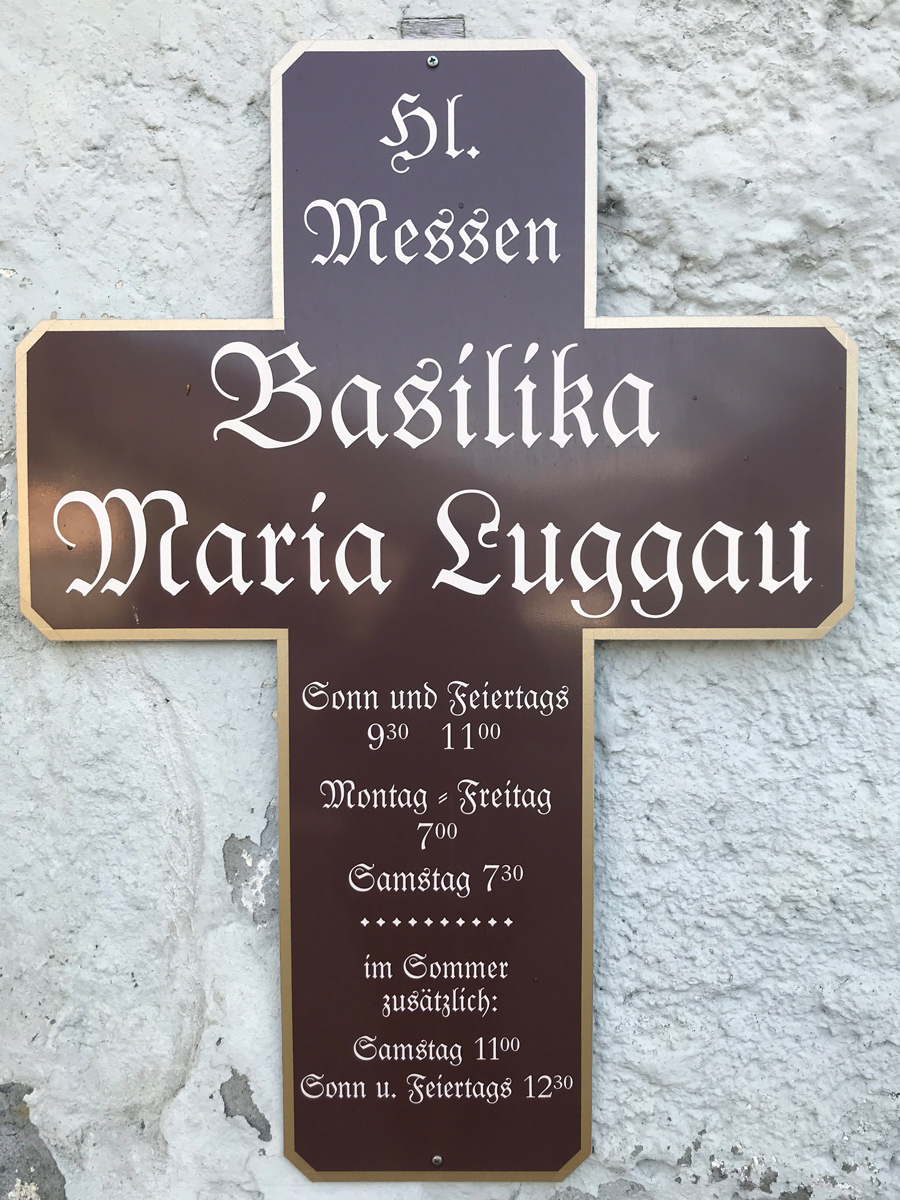 Hl.
Messen
Basilika
Maria Luggau
Sonn und Feiertags
9³⁰ 11⁰⁰
Montag - Freitag
7⁰⁰
Samstag 7³⁰
im Sommer
zusätzlich:
Samstag 11⁰⁰
Sonn u. Feiertags 12³⁰